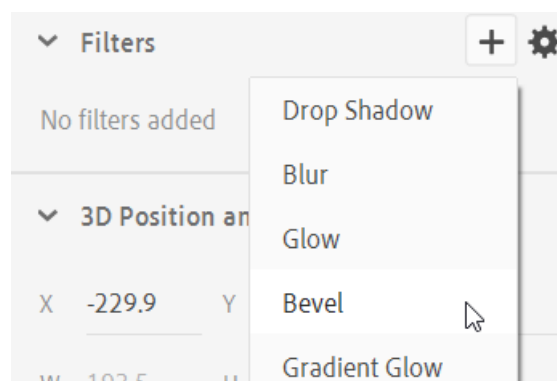 Filters
No filters added
Drop Shadow
Blur
Glow
Bevel
Gradient Glow
3D Position an
X -229.9 Y